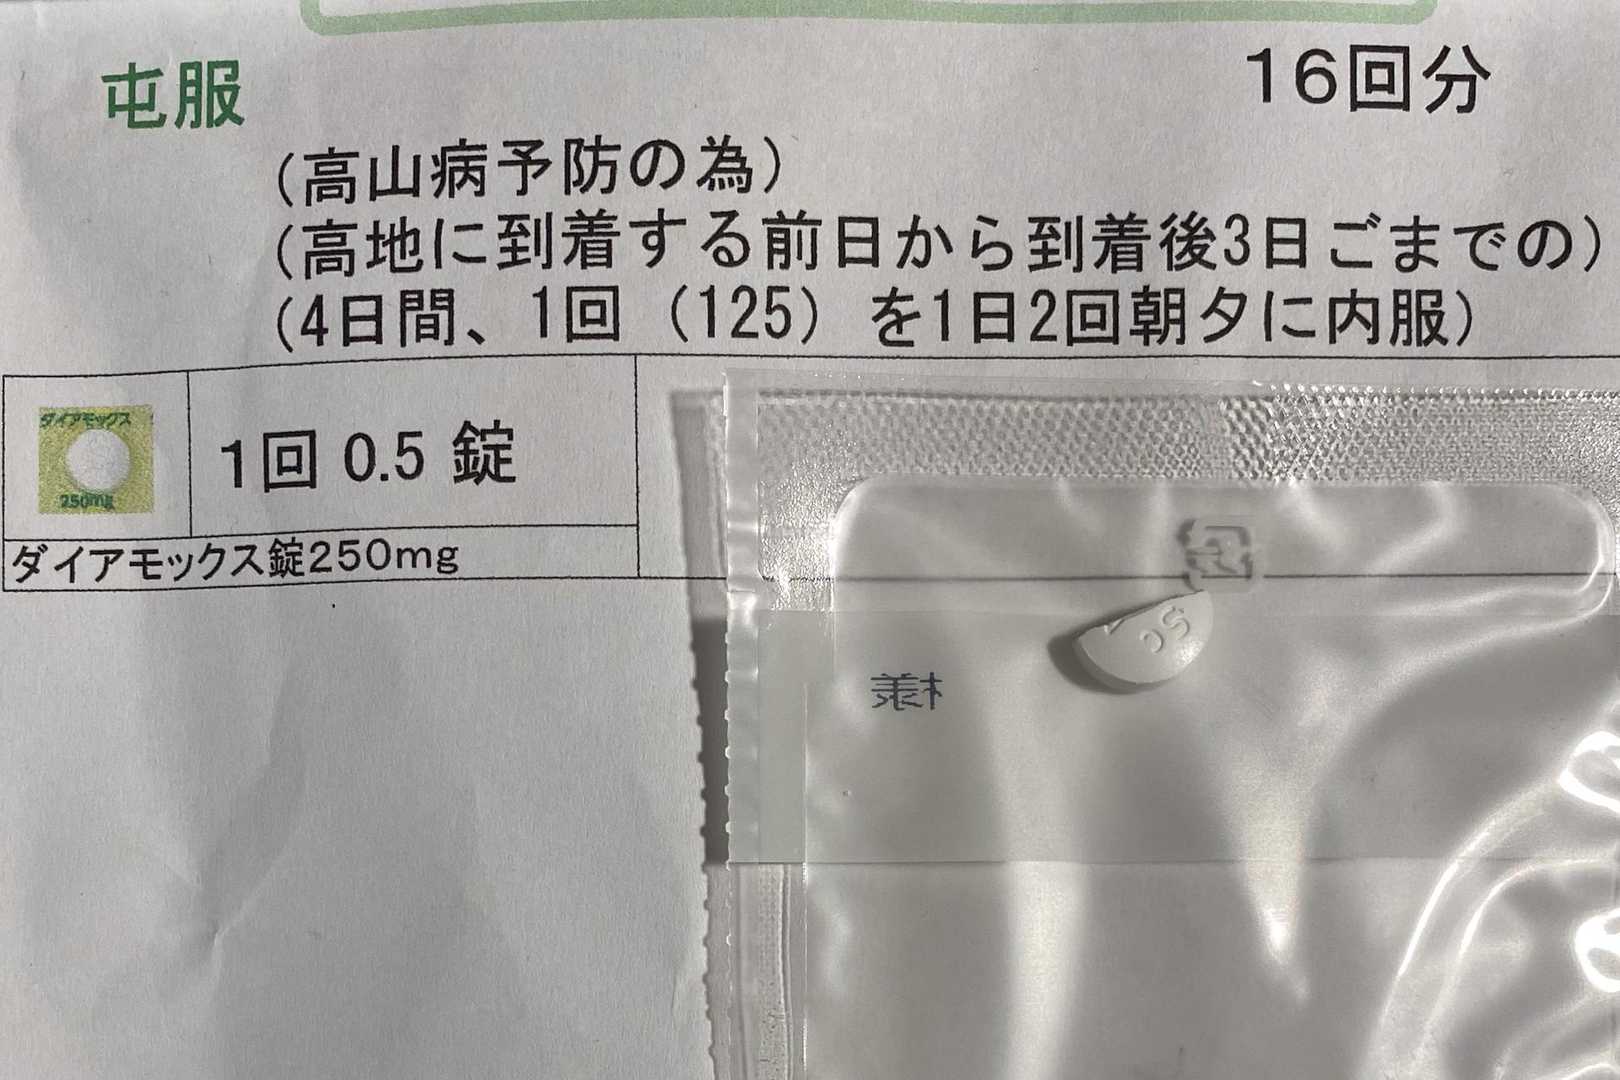 屯服
16回分
(高山病予防の為)
(高地に到着する前日から到着後3日ごまでの)
(4日間、1回(125)を1日2回朝夕に内服)
ダイアモックス
250mg
1回 0.5 錠
ダイアモックス錠250mg
様